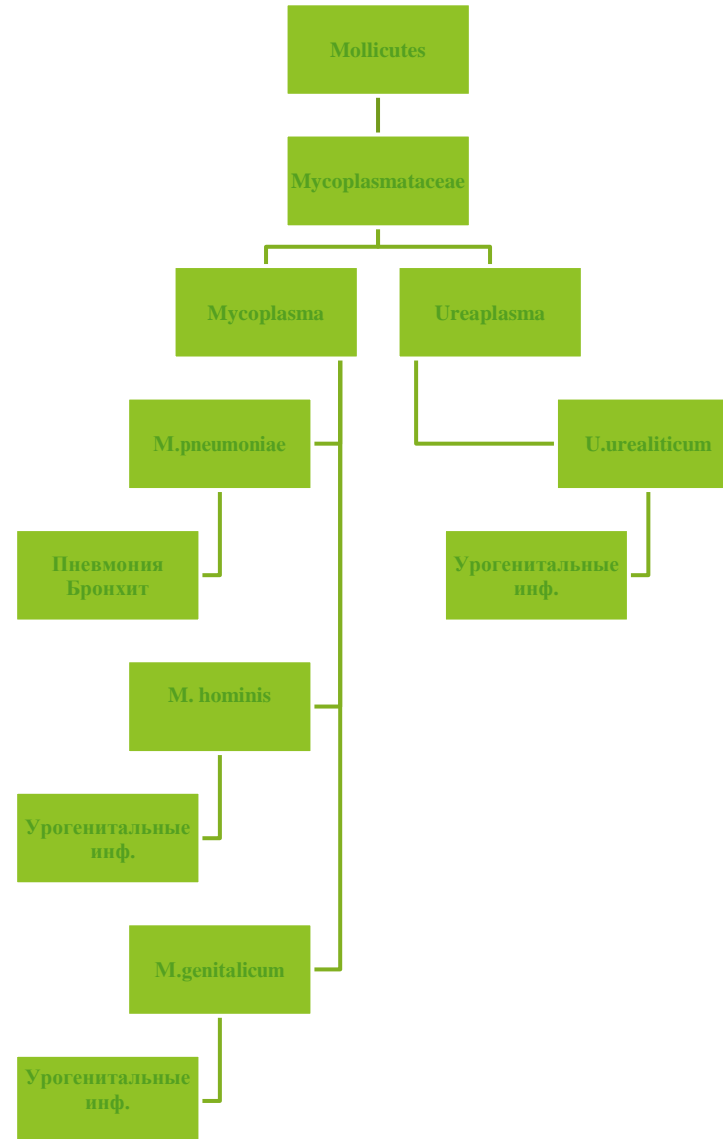 Mollicutes
Mycoplasmataceae
Mycoplasma
Ureaplasma
M.pneumoniae
U.urealiticum
Пневмония
Бронхит
Урогенитальные
инф.
M. hominis
Урогенитальные
инф.
M.genitalicum
Урогенитальные
инф.